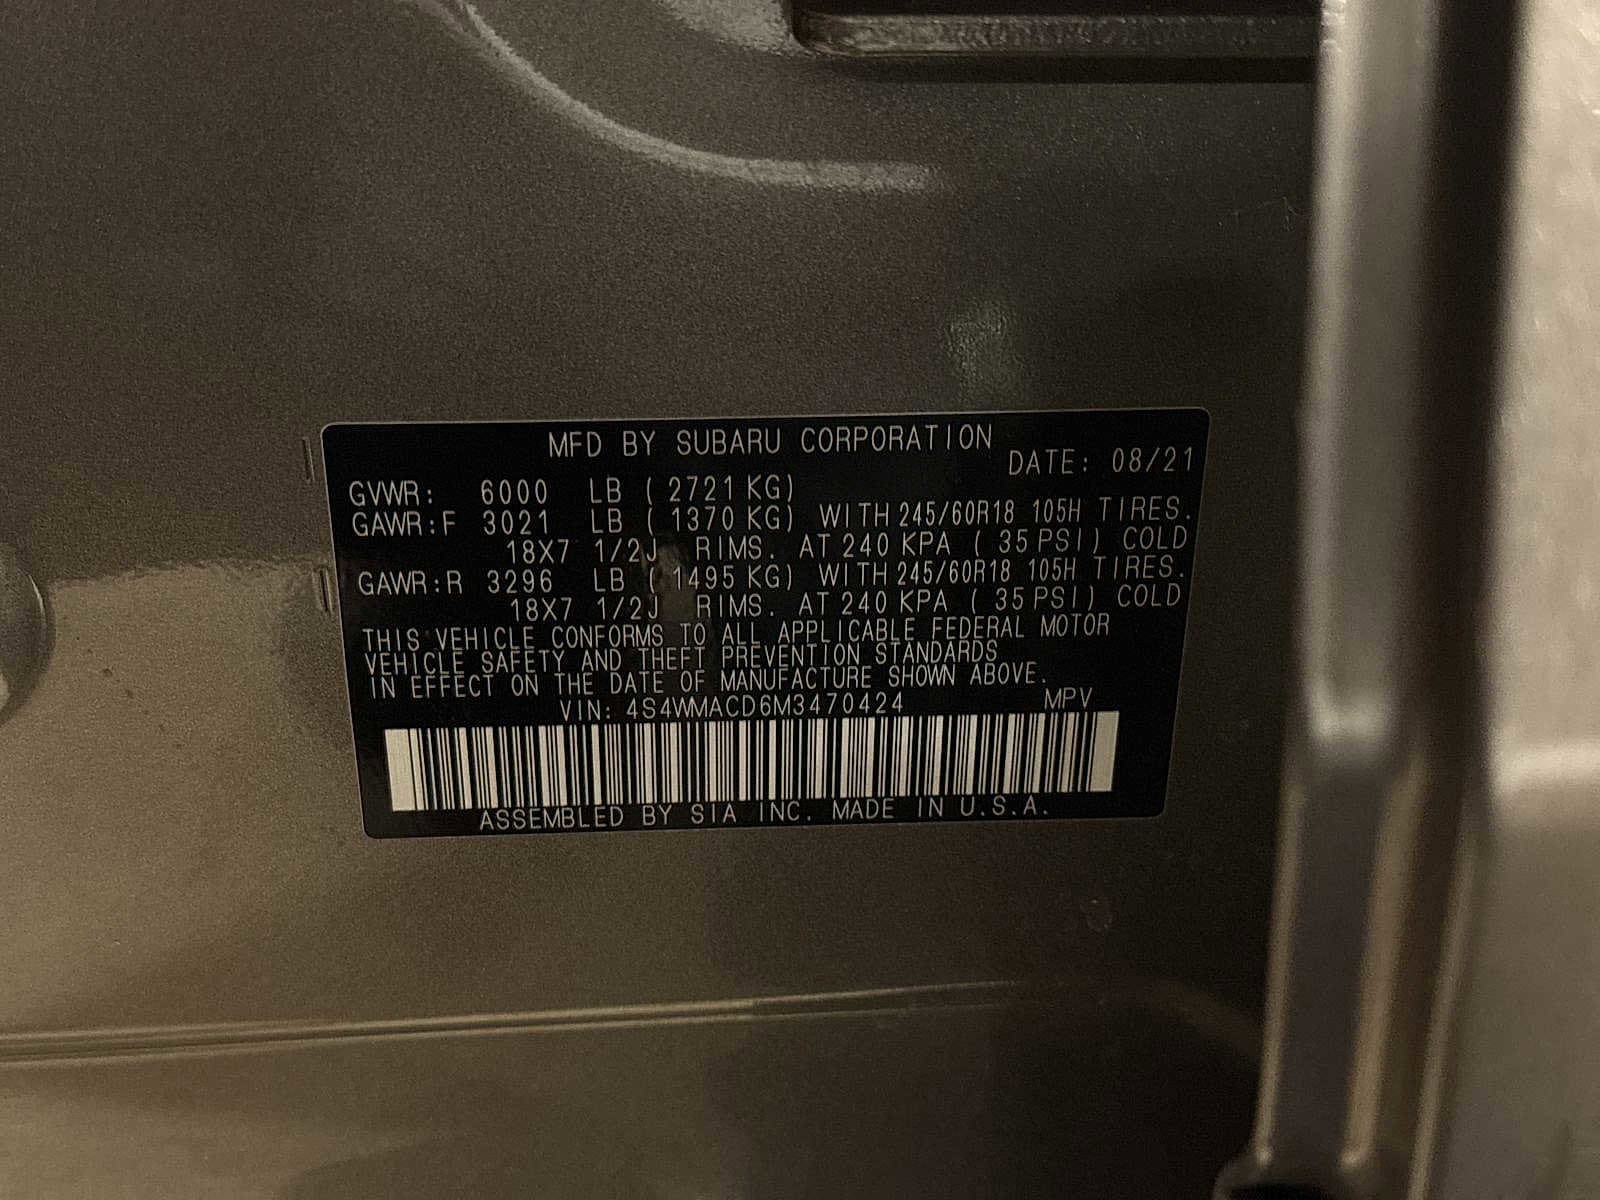 MFD BY SUBARU CORPORATION
DATE: 08/21
GVWR: 6000 LB ( 2721 KG)
GAWR:F 3021 LB ( 1370 KG) WITH 245/60R18 105H TIRES.
18X7 1/2J RIMS. AT 240 KPA ( 35 PSI) COLD
GAWR:R 3296 LB ( 1495 KG) WITH 245/60R18 105H TIRES.
18X7 1/2J RIMS. AT 240 KPA ( 35 PSI) COLD
THIS VEHICLE CONFORMS TO ALL APPLICABLE FEDERAL MOTOR
VEHICLE SAFETY AND THEFT PREVENTION STANDARDS
IN EFFECT ON THE DATE OF MANUFACTURE SHOWN ABOVE.
VIN: 4S4WMACD6M3470424 MPV
ASSEMBLED BY SIA INC. MADE IN U.S.A.